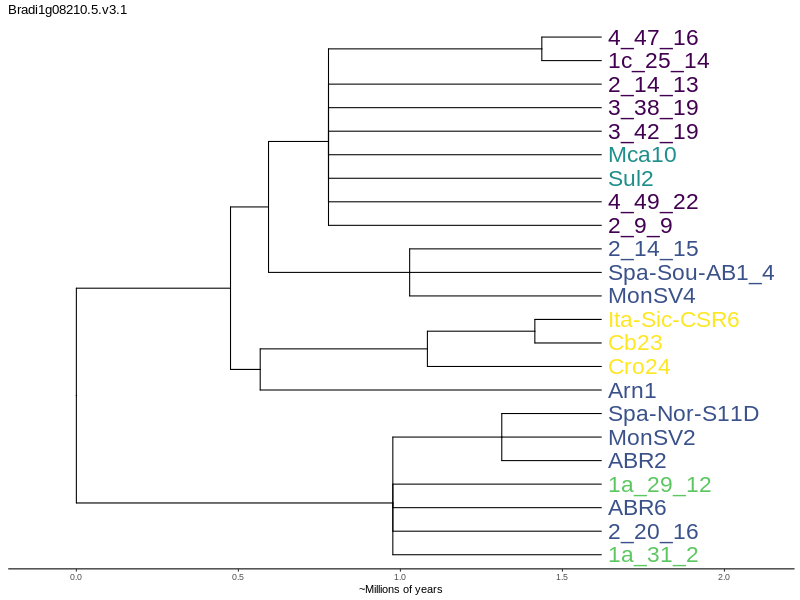 Bradi1g08210.5.v3.1
4_47_16
1c_25_14
2_14_13
3_38_19
3_42_19
Mca10
Sul2
4_49_22
2_9_9
2_14_15
Spa-Sou-AB1_4
MonSV4
Ita-Sic-CSR6
Cb23
Cro24
Arn1
Spa-Nor-S11D
MonSV2
ABR2
1a_29_12
ABR6
2_20_16
1a_31_2
0.0 0.5 1.0 1.5 2.0
~Millions of years